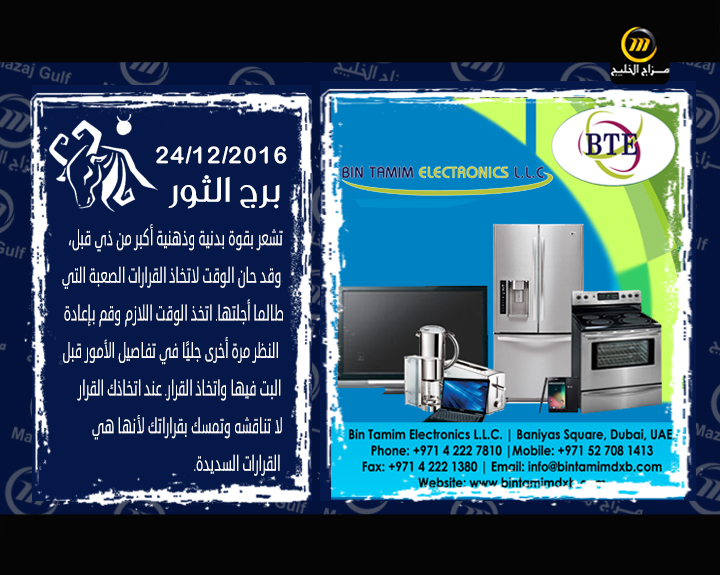 مزاج الخليج
24/12/2016
برج الثور
تشعر بقوة بدنية وذهنية أكبر من ذي قبل،
وقد حان الوقت لاتخاذ القرارات الصعبة التي
طالما أجلتها. اتخذ الوقت اللازم وقم بإعادة
النظر مرة أخرى جليًا في تفاصيل الأمور قبل
البت فيها واتخاذ القرار. عند اتخاذك القرار
لا تناقشه وتمسك بقراراتك لأنها هي
القرارات السديدة.
BTE
BIN TAMIM ELECTRONICS L.L.C
Bin Tamim Electronics L.L.C. | Baniyas Square, Dubai, UAE
Phone: +971 4 222 7810 |Mobile: +971 52 708 1413
Fax: +971 4 222 1380 | Email: info@bintamimdxb.com
Website: www.bintamimdxb.com
Mazaj Gulf